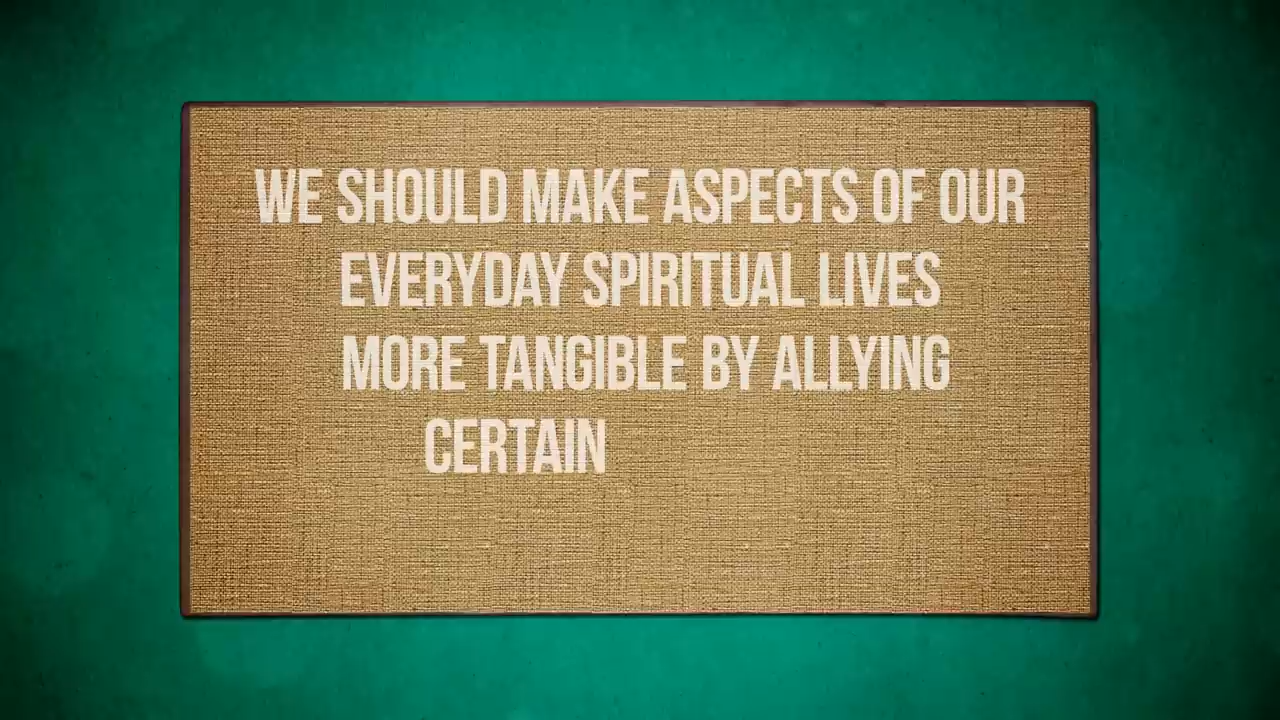 WE SHOULD MAKE ASPECTS OF OUR
EVERYDAY SPIRITUAL LIVES
MORE TANGIBLE BY ALLYING
CERTAIN